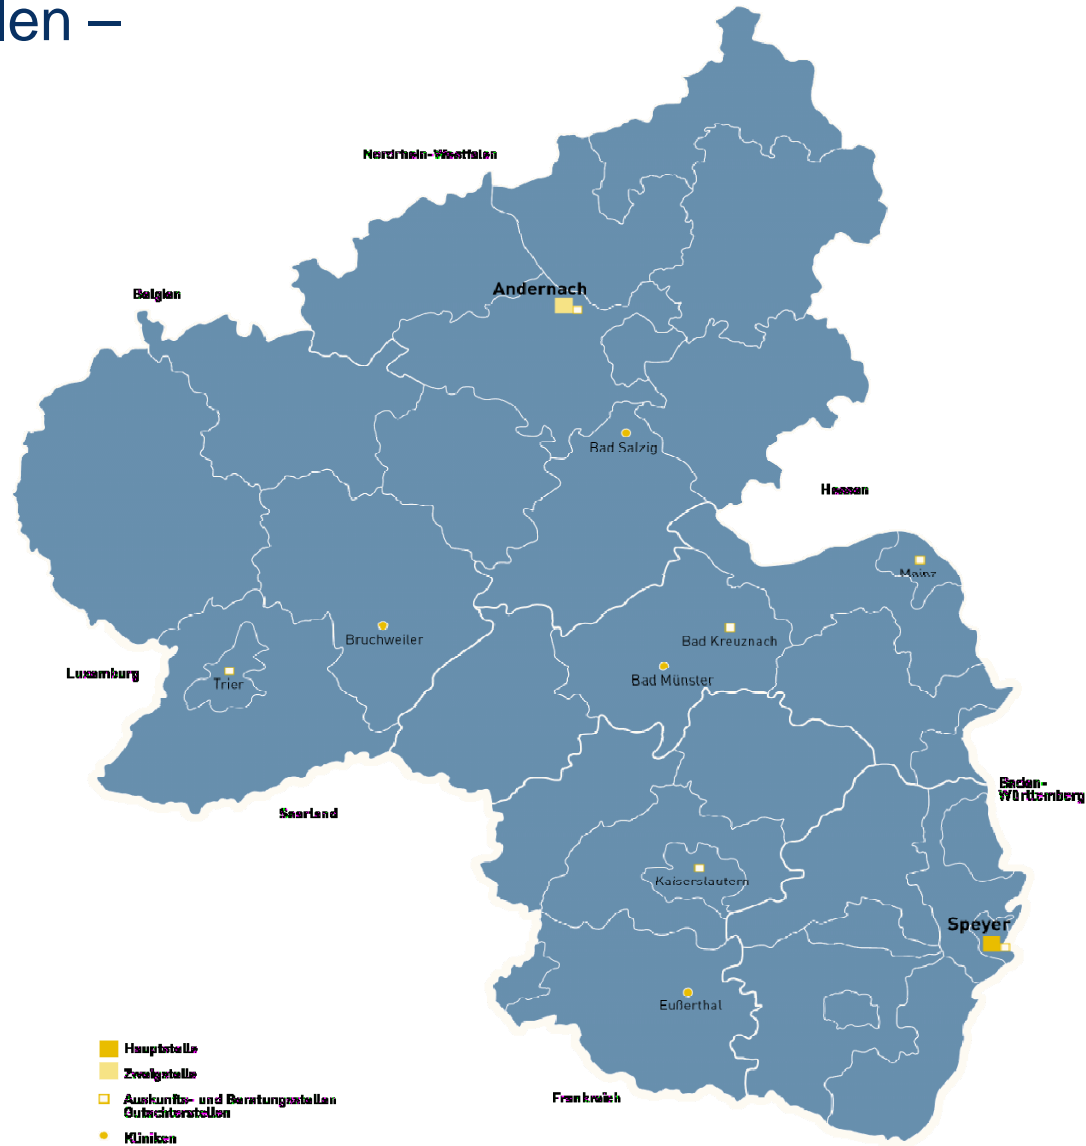 len –
Nordrhein-Westfalen
Andernach
Belgien
Bad Salzig
Hessen
Mainz
Bruchweiler
Bad Kreuznach
Luxemburg
Trier
Bad Münster
Baden-
Württemberg
Saarland
Kaiserslautern
Speyer
Eußerthal
Hauptstelle
Zweigstelle
Auskunfts- und Beratungsstellen
Gutachterstellen
Frankreich
Kliniken